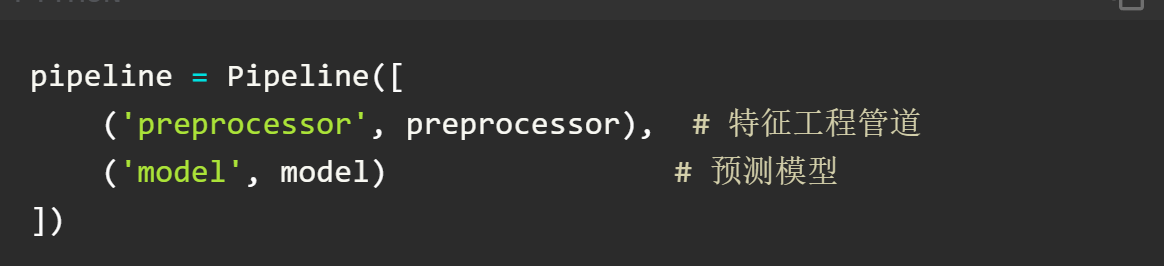 pipeline = Pipeline([
    ('preprocessor', preprocessor),  # 特征工程管道
    ('model', model)                # 预测模型
])